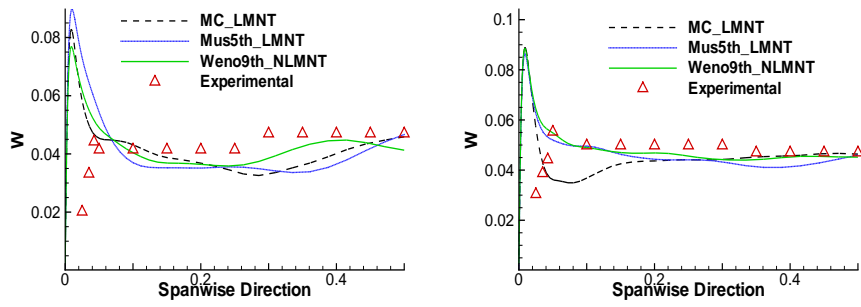 MC_LMNT
Mus5th_LMNT
Weno9th_NLMNT
Experimental
0.08
0.06
0.04
0.02
W
0
0.2
0.4
Spanwise Direction
MC_LMNT
Mus5th_LMNT
Weno9th_NLMNT
Experimental
0.1
0.08
0.06
0.04
0.02
W
0
0.2
0.4
Spanwise Direction